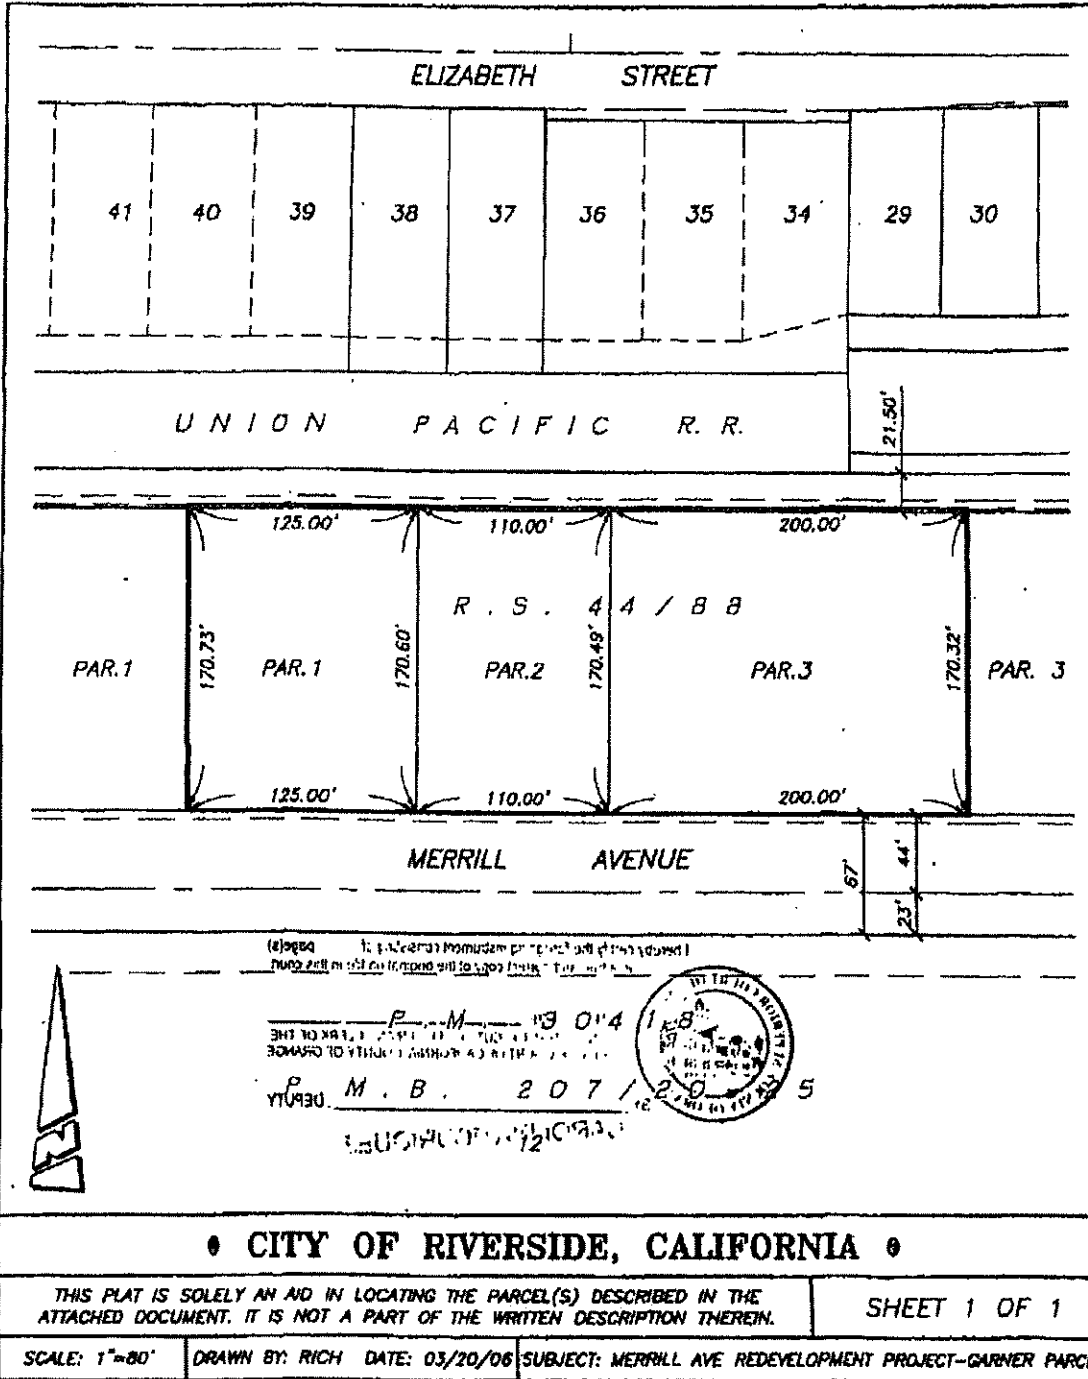 ELIZABETH STREET
41 40 39 38 37 36 35 34 29 30
UNION PACIFIC R. R.
21.50'
125.00' 110.00' 200.00'
R. S. 44/88
170.73' 170.60' 170.49' 170.32'
PAR.1 PAR.1 PAR.2 PAR.3 PAR. 3
125.00' 110.00' 200.00'
MERRILL AVENUE
67' 44'
23'
P. M. 30418
M. B. 207/20
DEPUTY
N
CITY OF RIVERSIDE, CALIFORNIA
THIS PLAT IS SOLELY AN AID IN LOCATING THE PARCEL(S) DESCRIBED IN THE
ATTACHED DOCUMENT. IT IS NOT A PART OF THE WRITTEN DESCRIPTION THEREIN.
SHEET 1 OF 1
SCALE: 1"=80' DRAWN BY: RICH DATE: 03/20/06 SUBJECT: MERRILL AVE REDEVELOPMENT PROJECT-GARNER